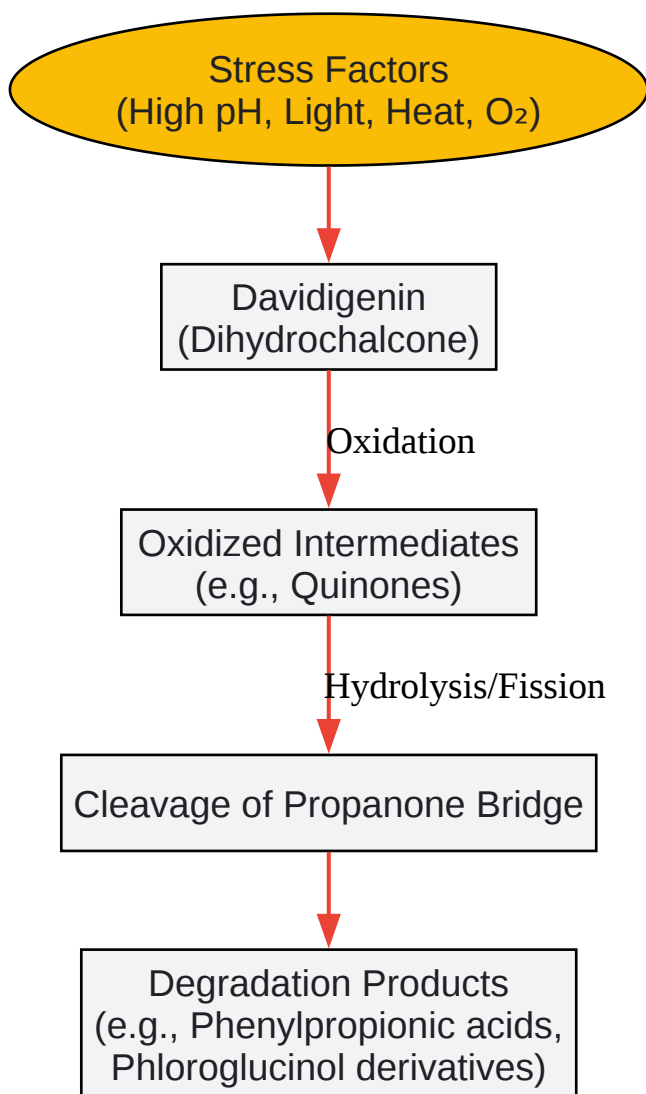 Stress Factors
(High pH, Light, Heat, O₂)
Davidigenin
(Dihydrochalcone)
Oxidation
Oxidized Intermediates
(e.g., Quinones)
Hydrolysis/Fission
Cleavage of Propanone Bridge
Degradation Products
(e.g., Phenylpropionic acids,
Phloroglucinol derivatives)